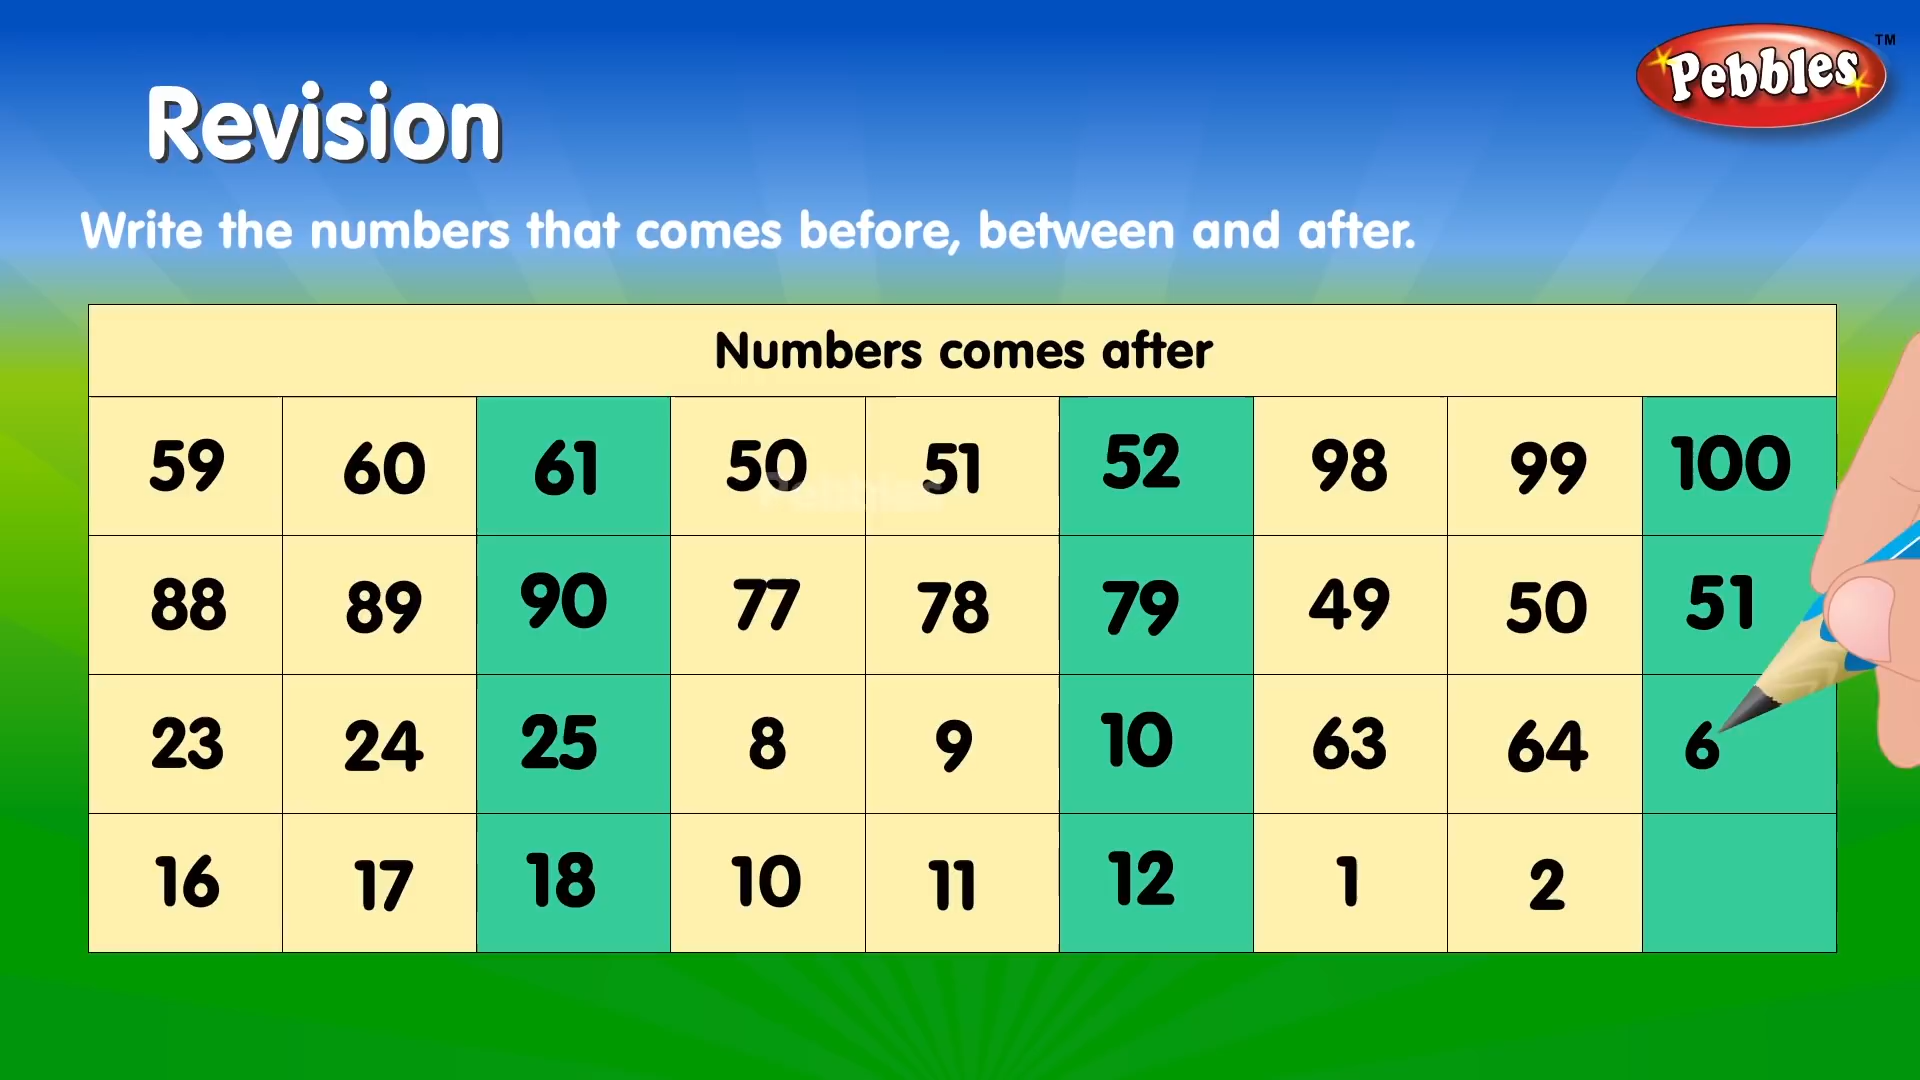 Pebbles TM
Revision
Write the numbers that comes before, between and after.
Numbers comes after
59 60 61 50 51 52 98 99 100
88 89 90 77 78 79 49 50 51
23 24 25 8 9 10 63 64 6
16 17 18 10 11 12 1 2